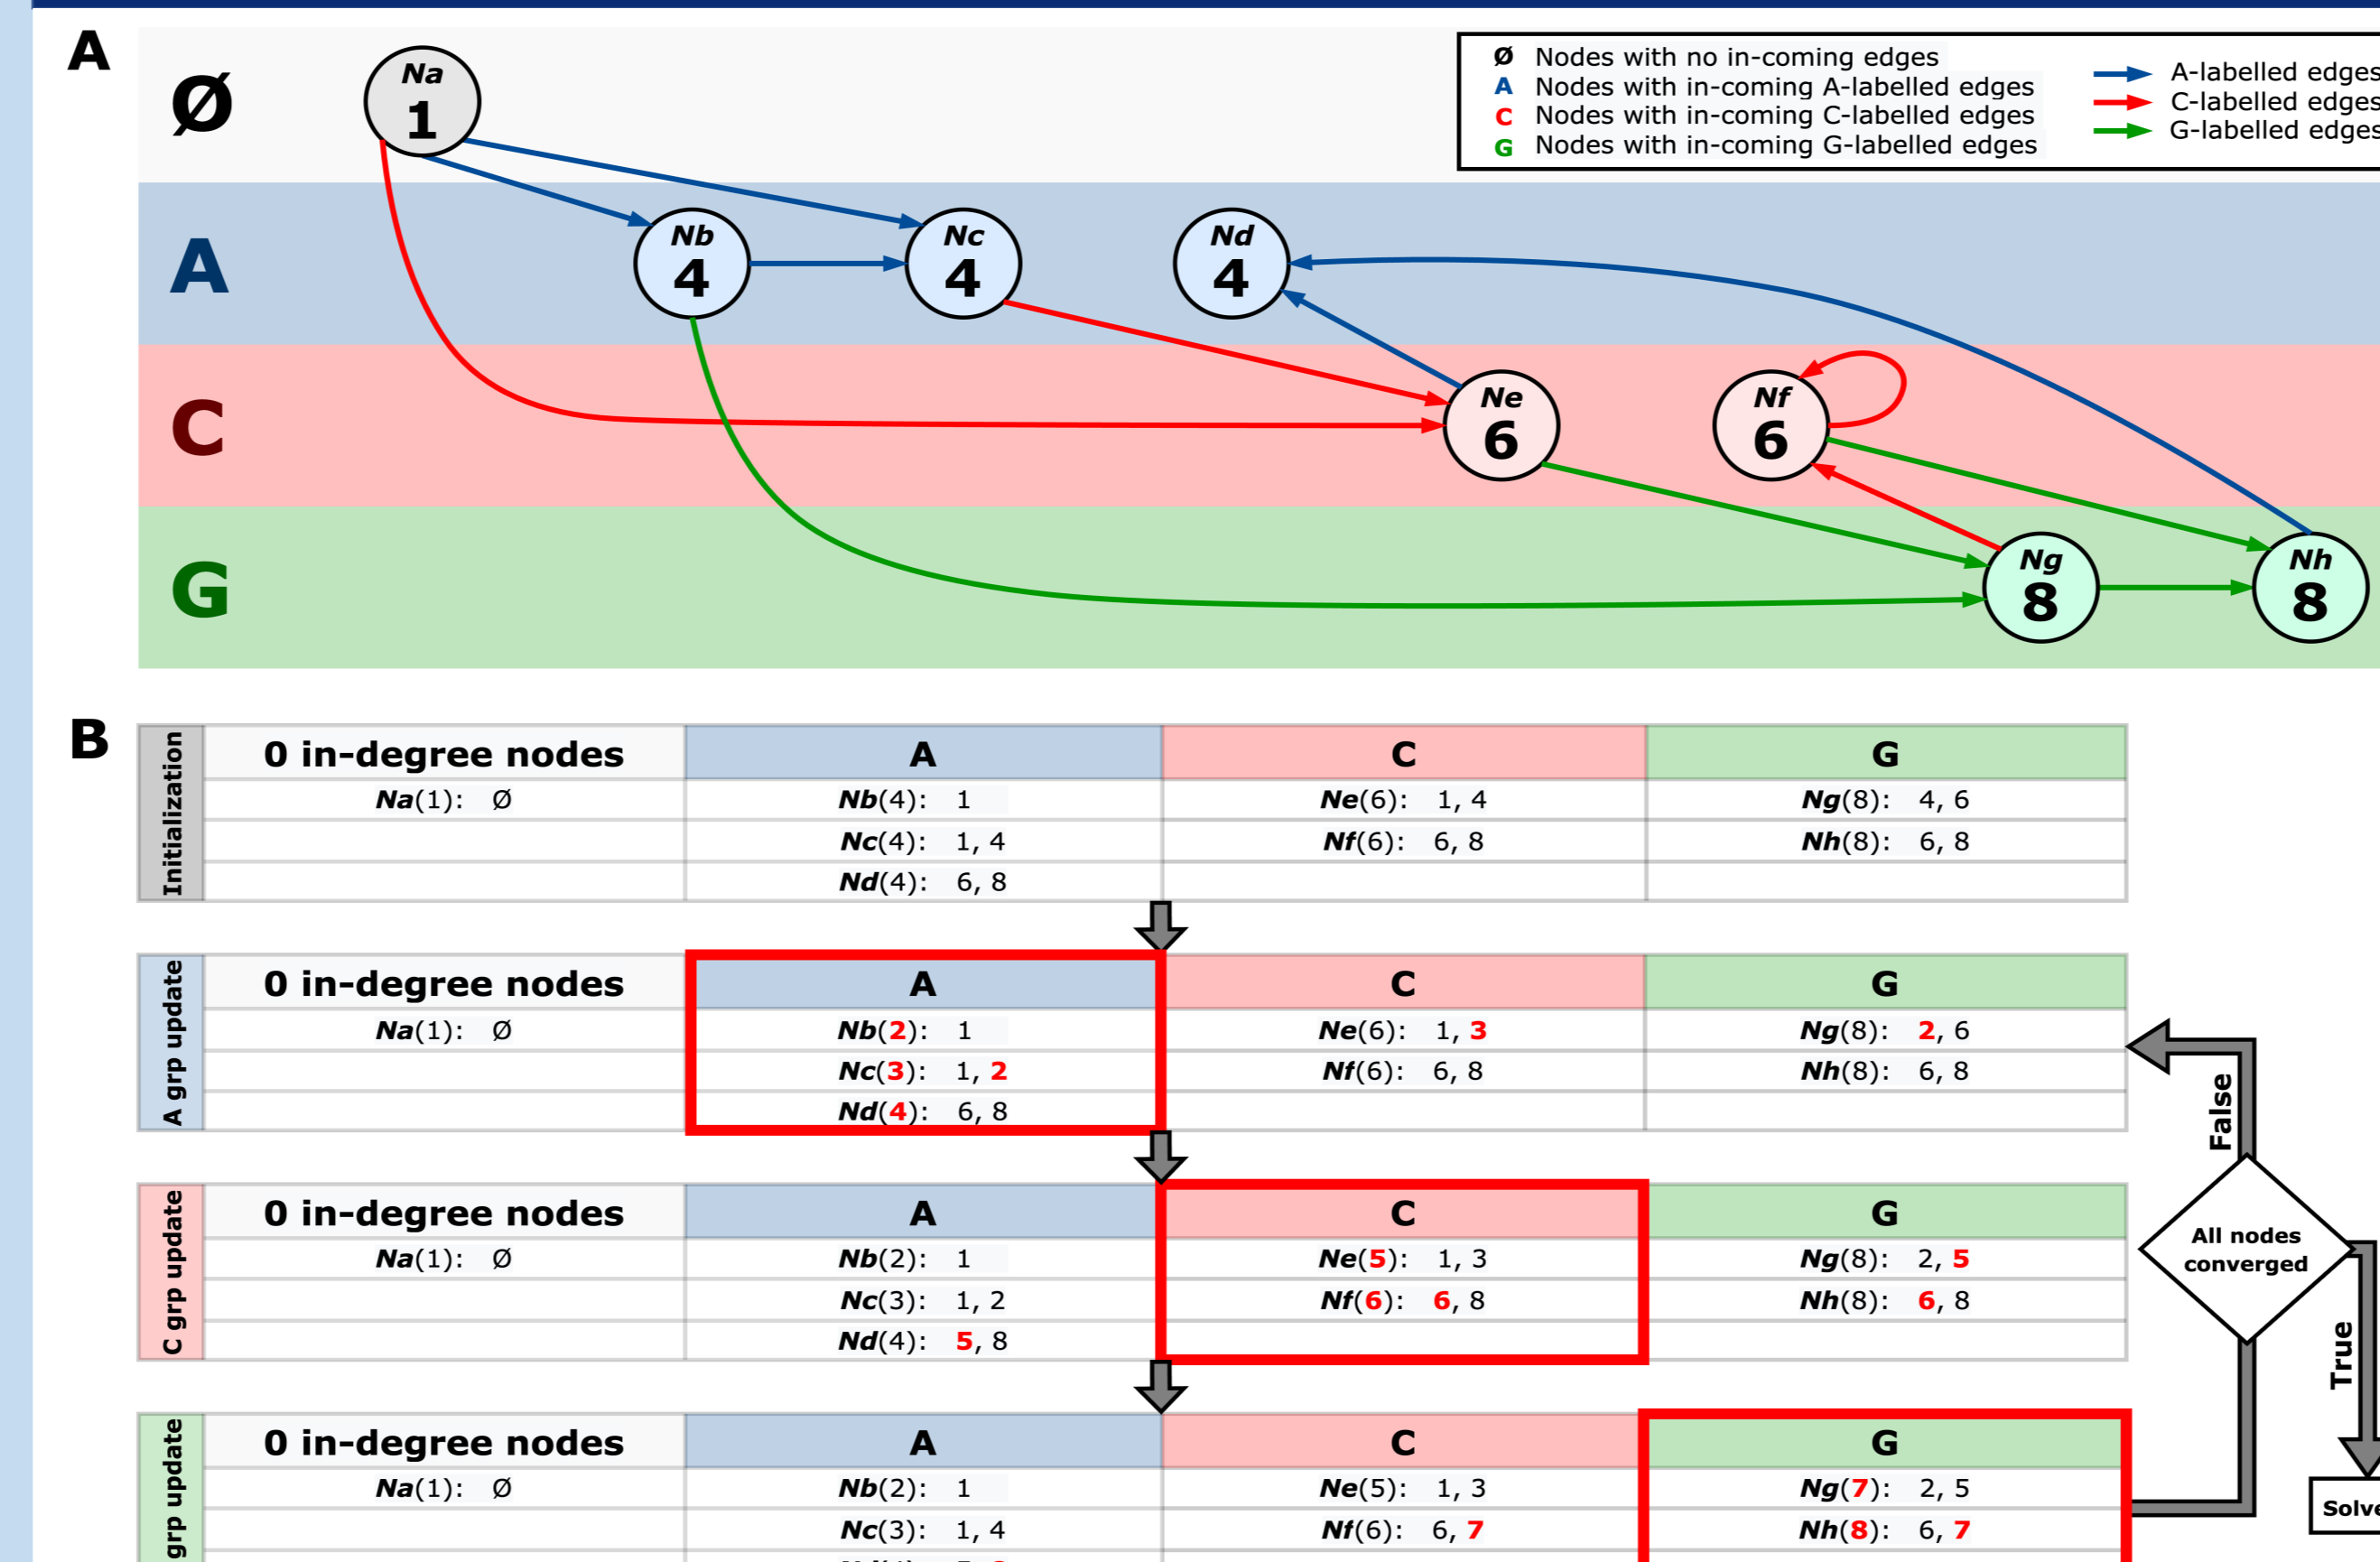 A
Ø Nodes with no in-coming edges
A Nodes with in-coming A-labelled edges
C Nodes with in-coming C-labelled edges
G Nodes with in-coming G-labelled edges
A-labelled edges
C-labelled edges
G-labelled edges
Ø
Na
1
A
Nb
4
Nc
4
Nd
4
C
Ne
6
Nf
6
G
Ng
8
Nh
8
B
Initialization
0 in-degree nodes A C G
Na(1): Ø Nb(4): 1 Ne(6): 1, 4 Ng(8): 4, 6
Nc(4): 1, 4 Nf(6): 6, 8 Nh(8): 6, 8
Nd(4): 6, 8
A grp update
0 in-degree nodes A C G
Na(1): Ø Nb(2): 1 Ne(6): 1, 3 Ng(8): 2, 6
Nc(3): 1, 2 Nf(6): 6, 8 Nh(8): 6, 8
Nd(4): 6, 8
False
C grp update
0 in-degree nodes A C G
Na(1): Ø Nb(2): 1 Ne(5): 1, 3 Ng(8): 2, 5
Nc(3): 1, 2 Nf(6): 6, 8 Nh(8): 6, 8
Nd(4): 5, 8
All nodes
converged
True
grp update
0 in-degree nodes A C G
Na(1): Ø Nb(2): 1 Ne(5): 1, 3 Ng(7): 2, 5
Nc(3): 1, 4 Nf(6): 6, 7 Nh(8): 6, 7